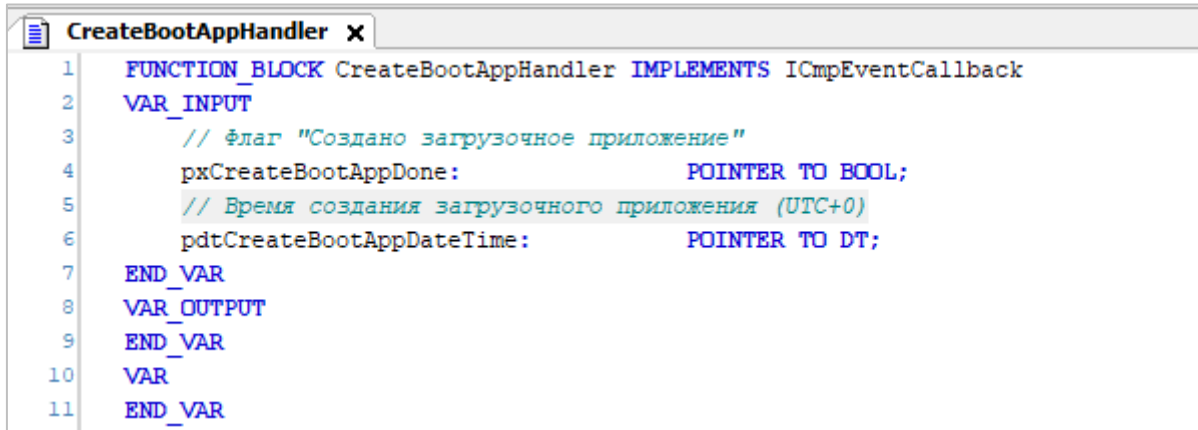 CreateBootAppHandler x
1 FUNCTION_BLOCK CreateBootAppHandler IMPLEMENTS ICmpEventCallback
2 VAR_INPUT
3 // Флаг "Создано загрузочное приложение"
4 pxCreateBootAppDone: POINTER TO BOOL;
5 // Время создания загрузочного приложения (UTC+0)
6 pdtCreateBootAppDateTime: POINTER TO DT;
7 END_VAR
8 VAR_OUTPUT
9 END_VAR
10 VAR
11 END_VAR